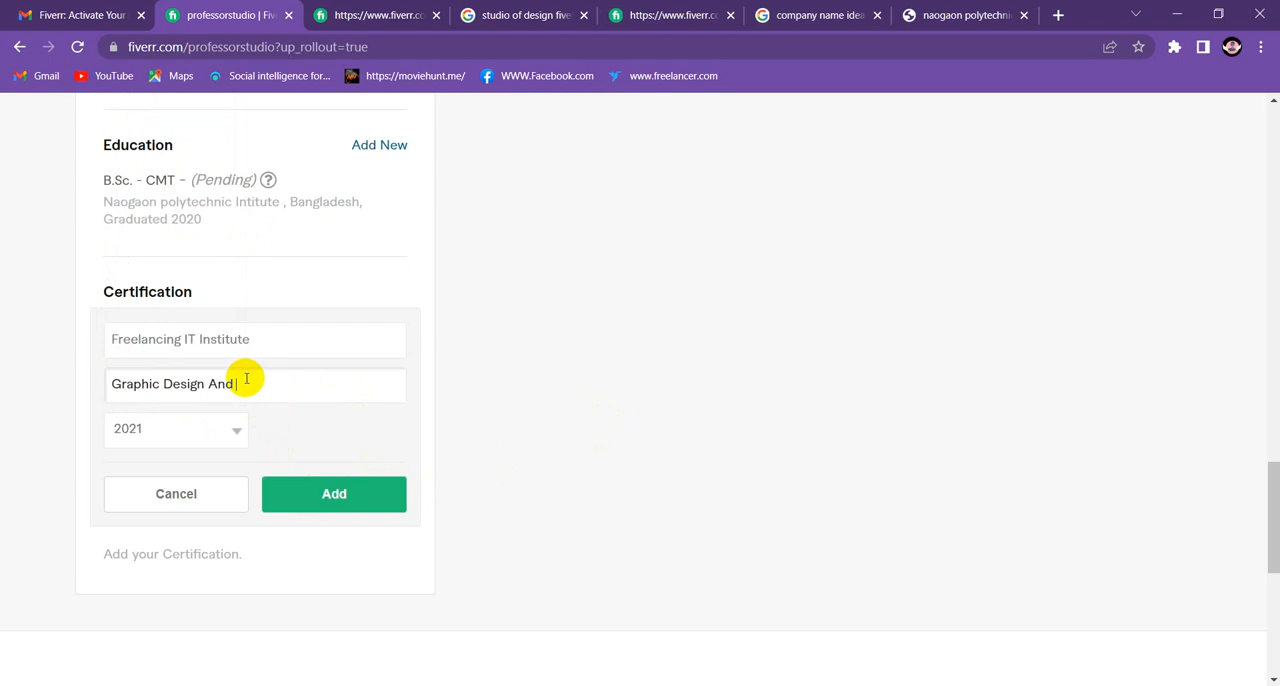 Fiverr: Activate Your
professorstudio | Fiv
https://www.fiverr.cc
studio of design five
https://www.fiverr.cc
company name idea
naogaon polytechni
fiverr.com/professorstudio?up_rollout=true
Gmail
YouTube
Maps
Social intelligence for...
https://moviehunt.me/
WWW.Facebook.com
www.freelancer.com
Education
Add New
B.Sc. - CMT - (Pending) ?
Naogaon polytechnic Intitute , Bangladesh,
Graduated 2020
Certification
Freelancing IT Institute
Graphic Design And
2021
Cancel
Add
Add your Certification.